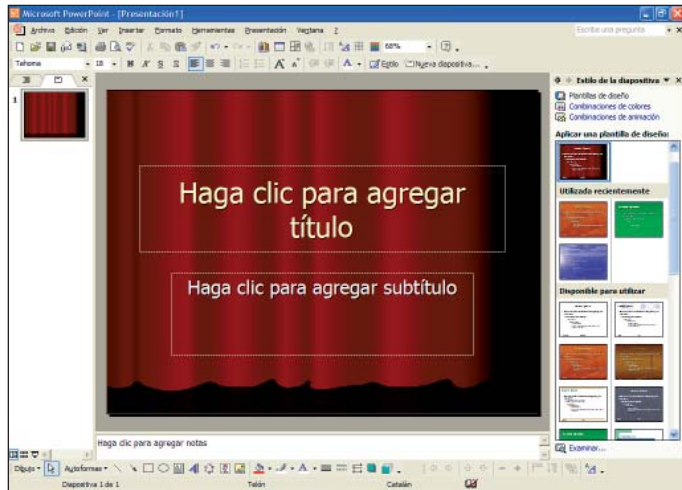 Microsoft PowerPoint - [Presentación1]
Archivo Edición Ver Insertar Formato Herramientas Presentación Ventana ?
Escriba una pregunta
68%
Tahoma 18 N K S S A A A Estilo Nueva diapositiva...
Estilo de la diapositiva
Plantillas de diseño
Combinaciones de colores
Combinaciones de animación
Aplicar una plantilla de diseño:
1
Haga clic para agregar
título
Haga clic para agregar subtítulo
Utilizada recientemente
Disponible para utilizar
Examinar...
Haga clic para agregar notas
Dibujo Autoformas
Diapositiva 1 de 1 Telón Catalán